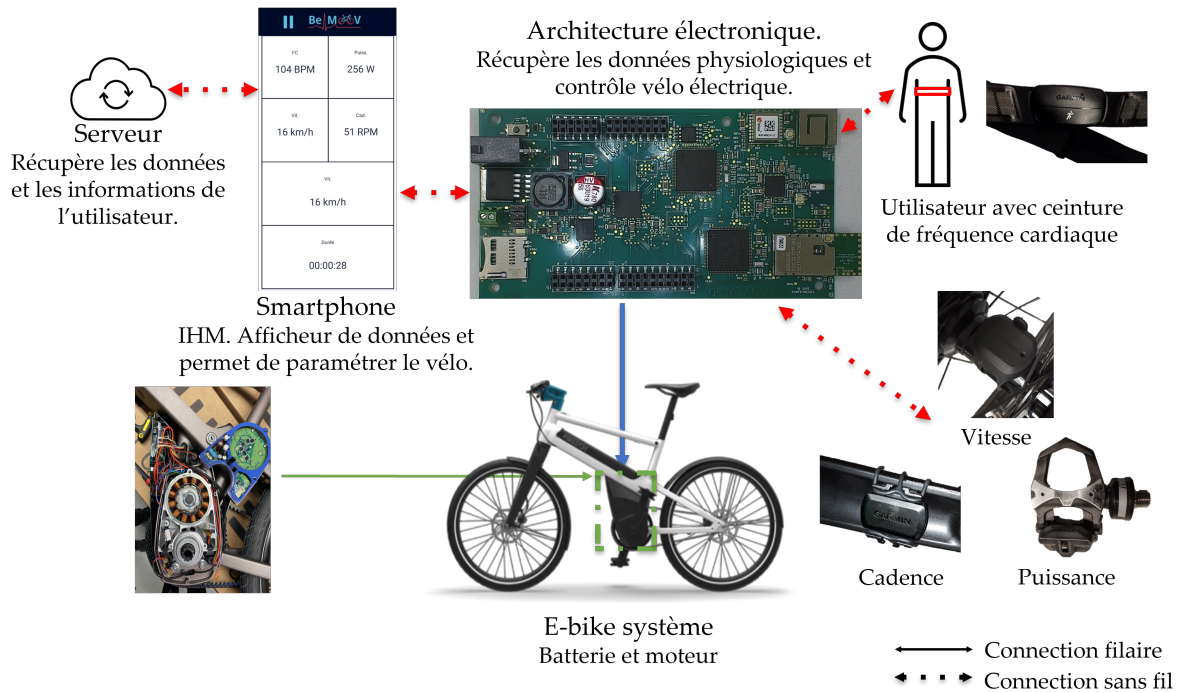 Be M V
FC
104 BPM
Puiss.
256 W
Vit.
16 km/h
Cad.
51 RPM
Vit.
16 km/h
Durée
00:00:28
Serveur
Récupère les données
et les informations de
l'utilisateur.
Smartphone
IHM. Afficheur de données et
permet de paramétrer le vélo.
Architecture électronique.
Récupère les données physiologiques et
contrôle vélo électrique.
GARMIN
Utilisateur avec ceinture
de fréquence cardiaque
Vitesse
GARMIN
Cadence
Puissance
E-bike système
Batterie et moteur
Connection filaire
Connection sans fil